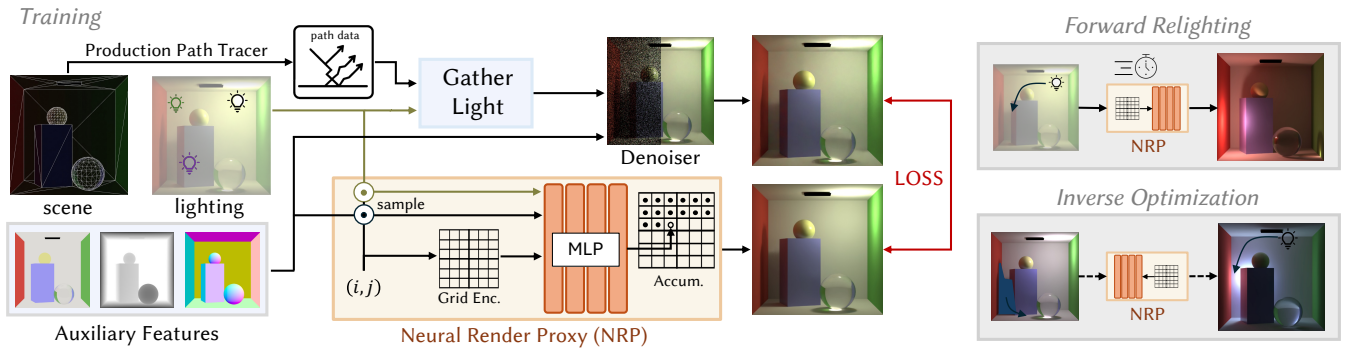 Training
Production Path Tracer
path data
Gather
Light
Denoiser
scene
lighting
sample
MLP
(i, j)
Grid Enc.
Accum.
LOSS
Auxiliary Features
Neural Render Proxy (NRP)
Forward Relighting
NRP
Inverse Optimization
NRP